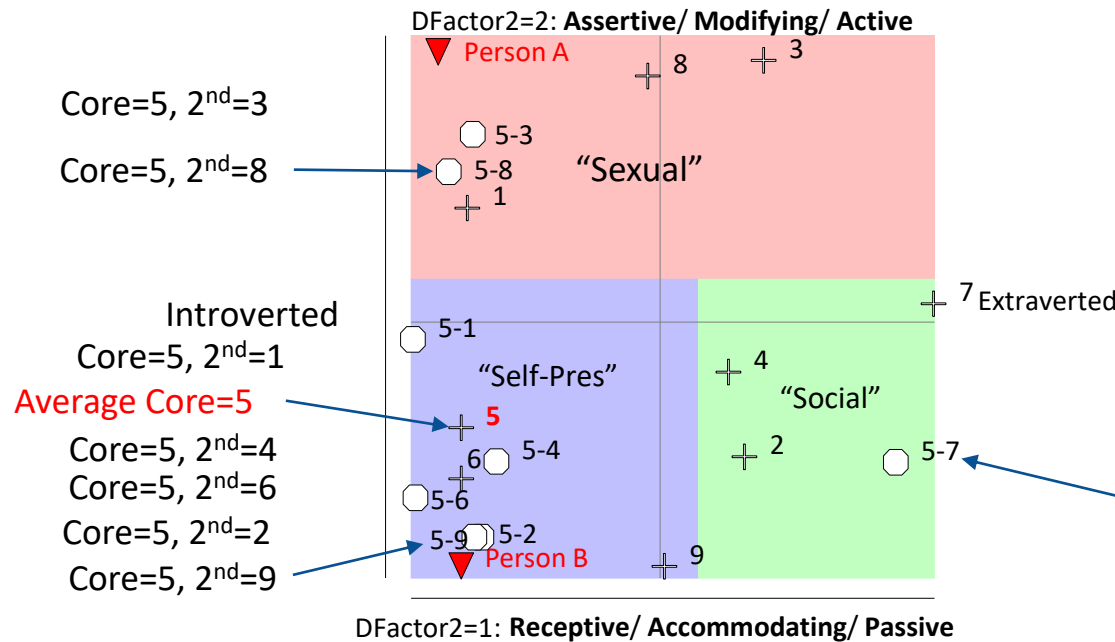 DFactor2=2: Assertive/ Modifying/ Active
Person A
8
3
Core=5, 2nd=3
5-3
Core=5, 2nd=8
5-8
“Sexual”
1
7
Extraverted
Introverted
5-1
Core=5, 2nd=1
“Self-Pres”
4
“Social”
Average Core=5
5
Core=5, 2nd=4
6
5-4
2
5-7
Core=5, 2nd=6
5-6
Core=5, 2nd=2
5-9
5-2
Person B
9
Core=5, 2nd=9
DFactor2=1: Receptive/ Accommodating/ Passive